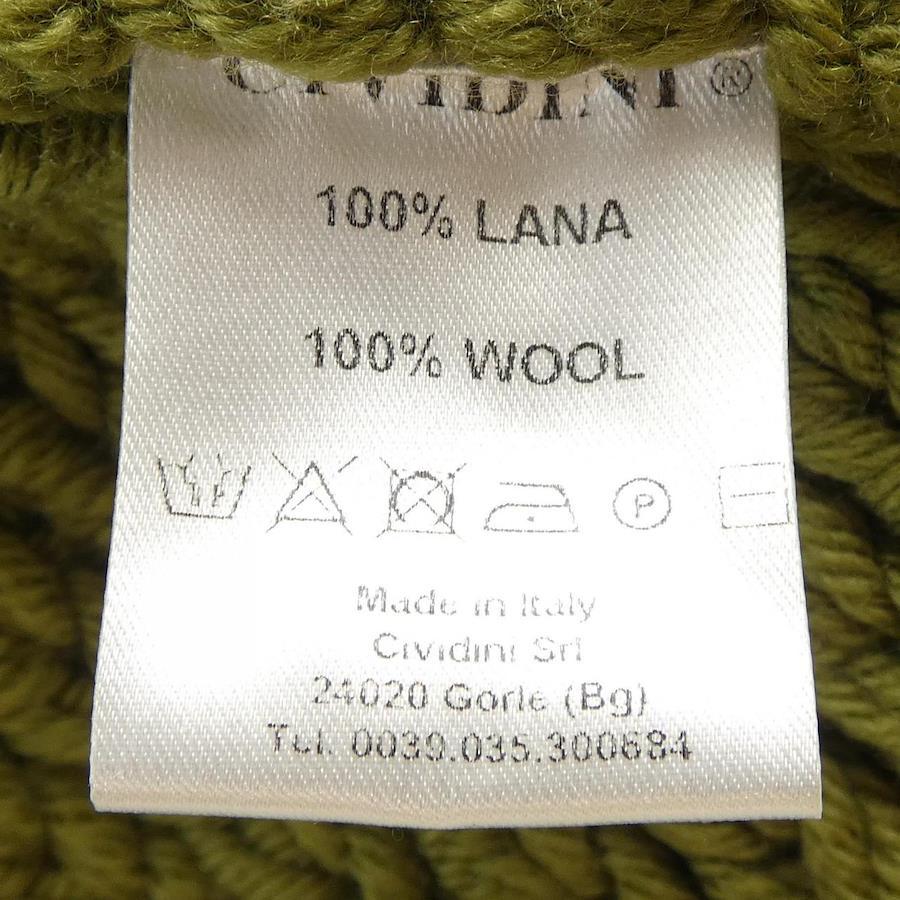 CIVIDINI ®
100% LANA
100% WOOL
P
Made in Italy
Cividini Srl
24020 Gorle (Bg)
Tel. 0039.035.300684